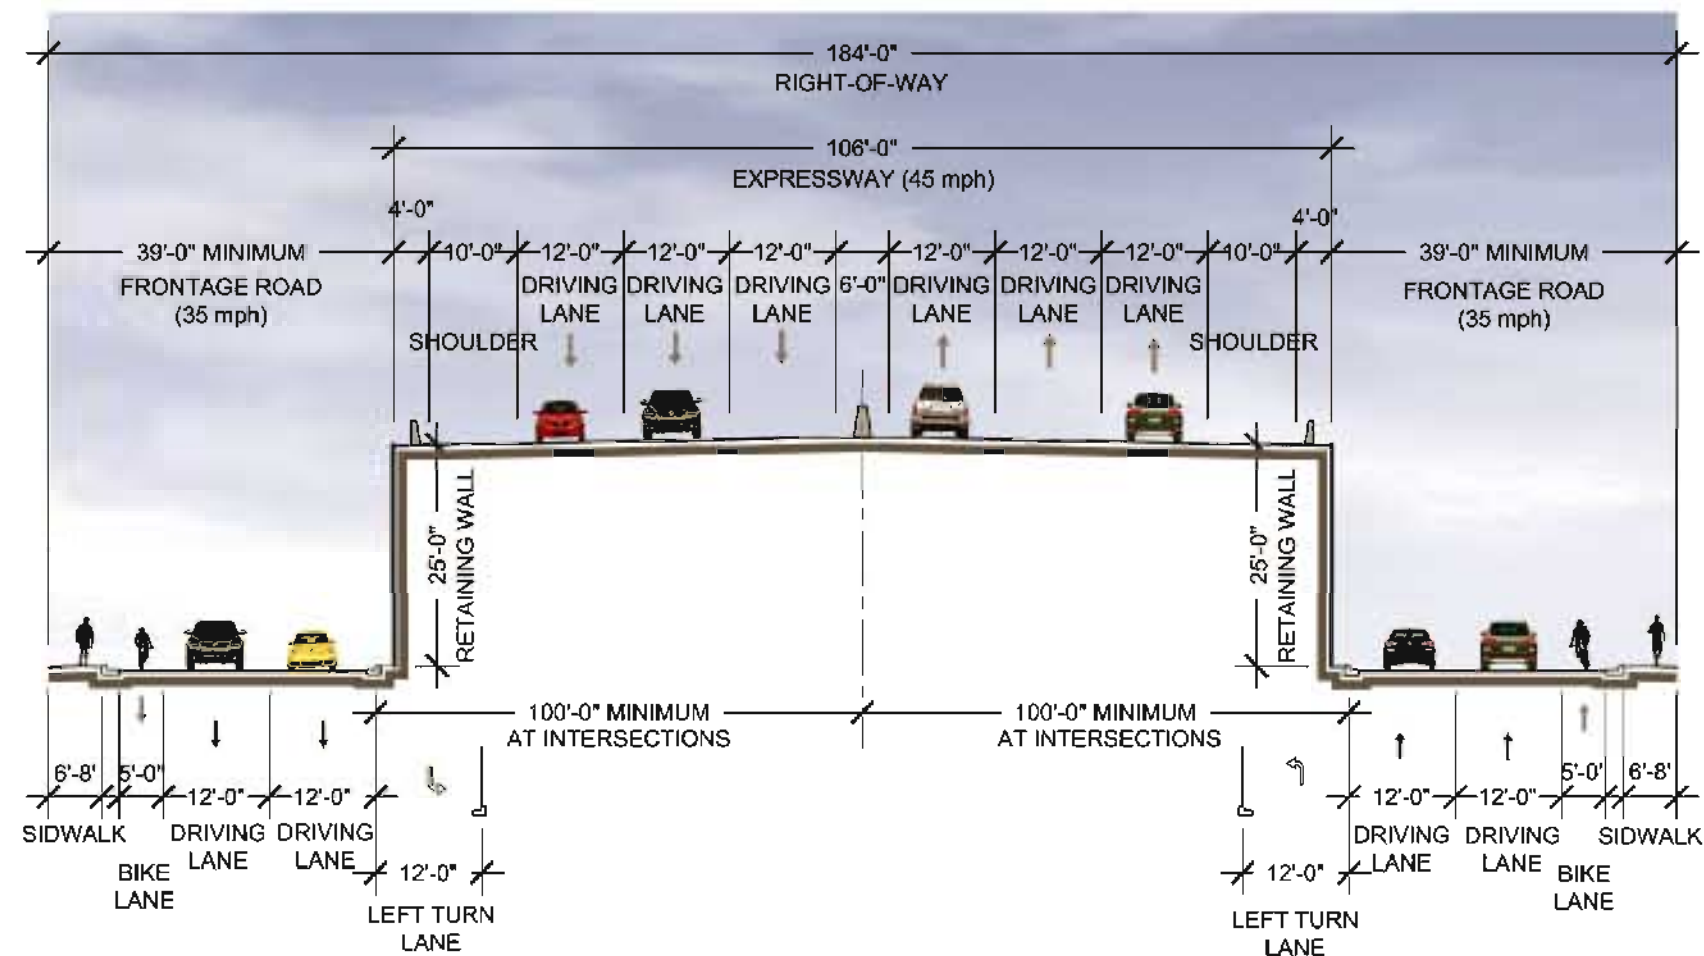 184'-0"
RIGHT-OF-WAY
106'-0"
EXPRESSWAY (45 mph)
4'-0"
4'-0"
39'-0" MINIMUM
10'-0"
12'-0"
12'-0"
12'-0"
12'-0"
12'-0"
12'-0"
10'-0"
39'-0" MINIMUM
FRONTAGE ROAD
(35 mph)
DRIVING
LANE
DRIVING
LANE
DRIVING
LANE
6'-0"
DRIVING
LANE
DRIVING
LANE
DRIVING
LANE
FRONTAGE ROAD
(35 mph)
SHOULDER
SHOULDER
25'-0"
RETAINING WALL
25'-0"
RETAINING WALL
100'-0" MINIMUM
AT INTERSECTIONS
100'-0" MINIMUM
AT INTERSECTIONS
6'-8'
5'-0"
12'-0"
12'-0"
12'-0"
12'-0"
5'-0'
6'-8'
SIDWALK
BIKE
LANE
DRIVING
LANE
DRIVING
LANE
DRIVING
LANE
DRIVING
LANE
BIKE
LANE
SIDWALK
12'-0"
LEFT TURN
LANE
12'-0"
LEFT TURN
LANE